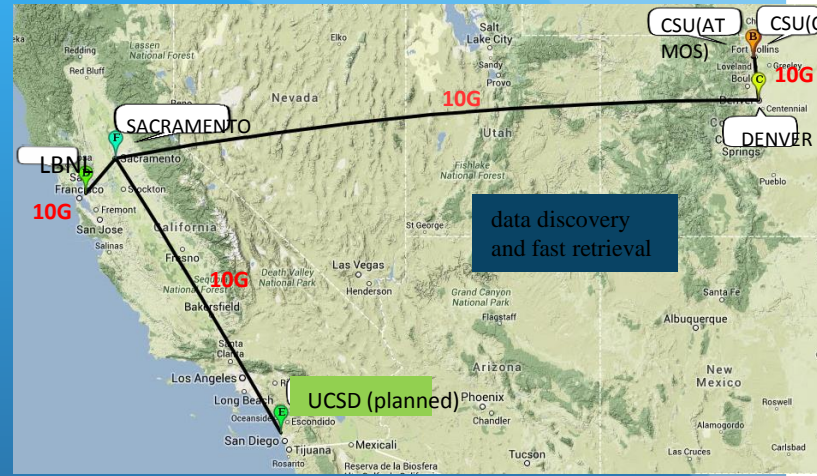 CSU(AT
MOS)
CSU(C
Elko
Salt
Lake City
Redding
Lassen
National Forest
B
Fort Collins
Sandy
Provo
Loveland
Greeley
Red Bluff
Boul
10G
C
Nevada
10G
Denver
Centennial
SACRAMENTO
F
Sacramento
Utah
DENVER
Springs
LBNL
Fishlake
National Forest
San
Francisco
Stockton
Pueblo
10G
Fremont
San Jose
California
St George
data discovery
and fast retrieval
Salinas
Fresno
Death Valley
National Park
Las Vegas
Sequoia
National Forest
10G
Henderson
Grand Canyon
National Park
Santa Fe
Bakersfield
Flagstaff
Albuquerque
Santa
Clarita
Arizona
Los Angeles
New
Mexico
Long Beach
UCSD (planned)
Phoenix
Oceanside
E
Escondido
Chandler
Alamogordo
San Diego
Tijuana
Mexicali
Tucson
Las Cruces
Carlsbad
Rosarito
Reserva de la Biosfera